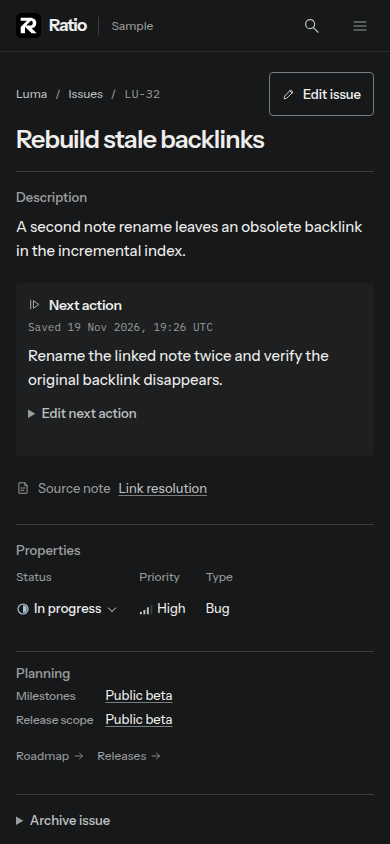 Ratio
Sample
Luma / Issues / LU-32
Edit issue
Rebuild stale backlinks
Description
A second note rename leaves an obsolete backlink
in the incremental index.
Next action
Saved 19 Nov 2026, 19:26 UTC
Rename the linked note twice and verify the
original backlink disappears.
Edit next action
Source note Link resolution
Properties
Status Priority Type
In progress High Bug
Planning
Milestones Public beta
Release scope Public beta
Roadmap → Releases →
Archive issue